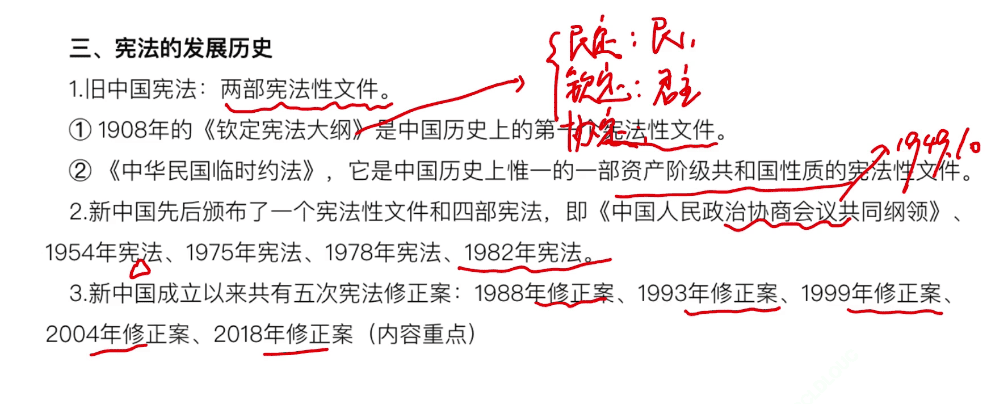 三、宪法的发展历史
民定：民
1.旧中国宪法：两部宪法性文件。
钦定：君主
① 1908年的《钦定宪法大纲》是中国历史上的第一个宪法性文件。
协定：
1949.10
② 《中华民国临时约法》，它是中国历史上惟一的一部资产阶级共和国性质的宪法性文件。
2.新中国先后颁布了一个宪法性文件和四部宪法，即《中国人民政治协商会议共同纲领》、
1954年宪法、1975年宪法、1978年宪法、1982年宪法。
3.新中国成立以来共有五次宪法修正案：1988年修正案、1993年修正案、1999年修正案、
2004年修正案、2018年修正案（内容重点）